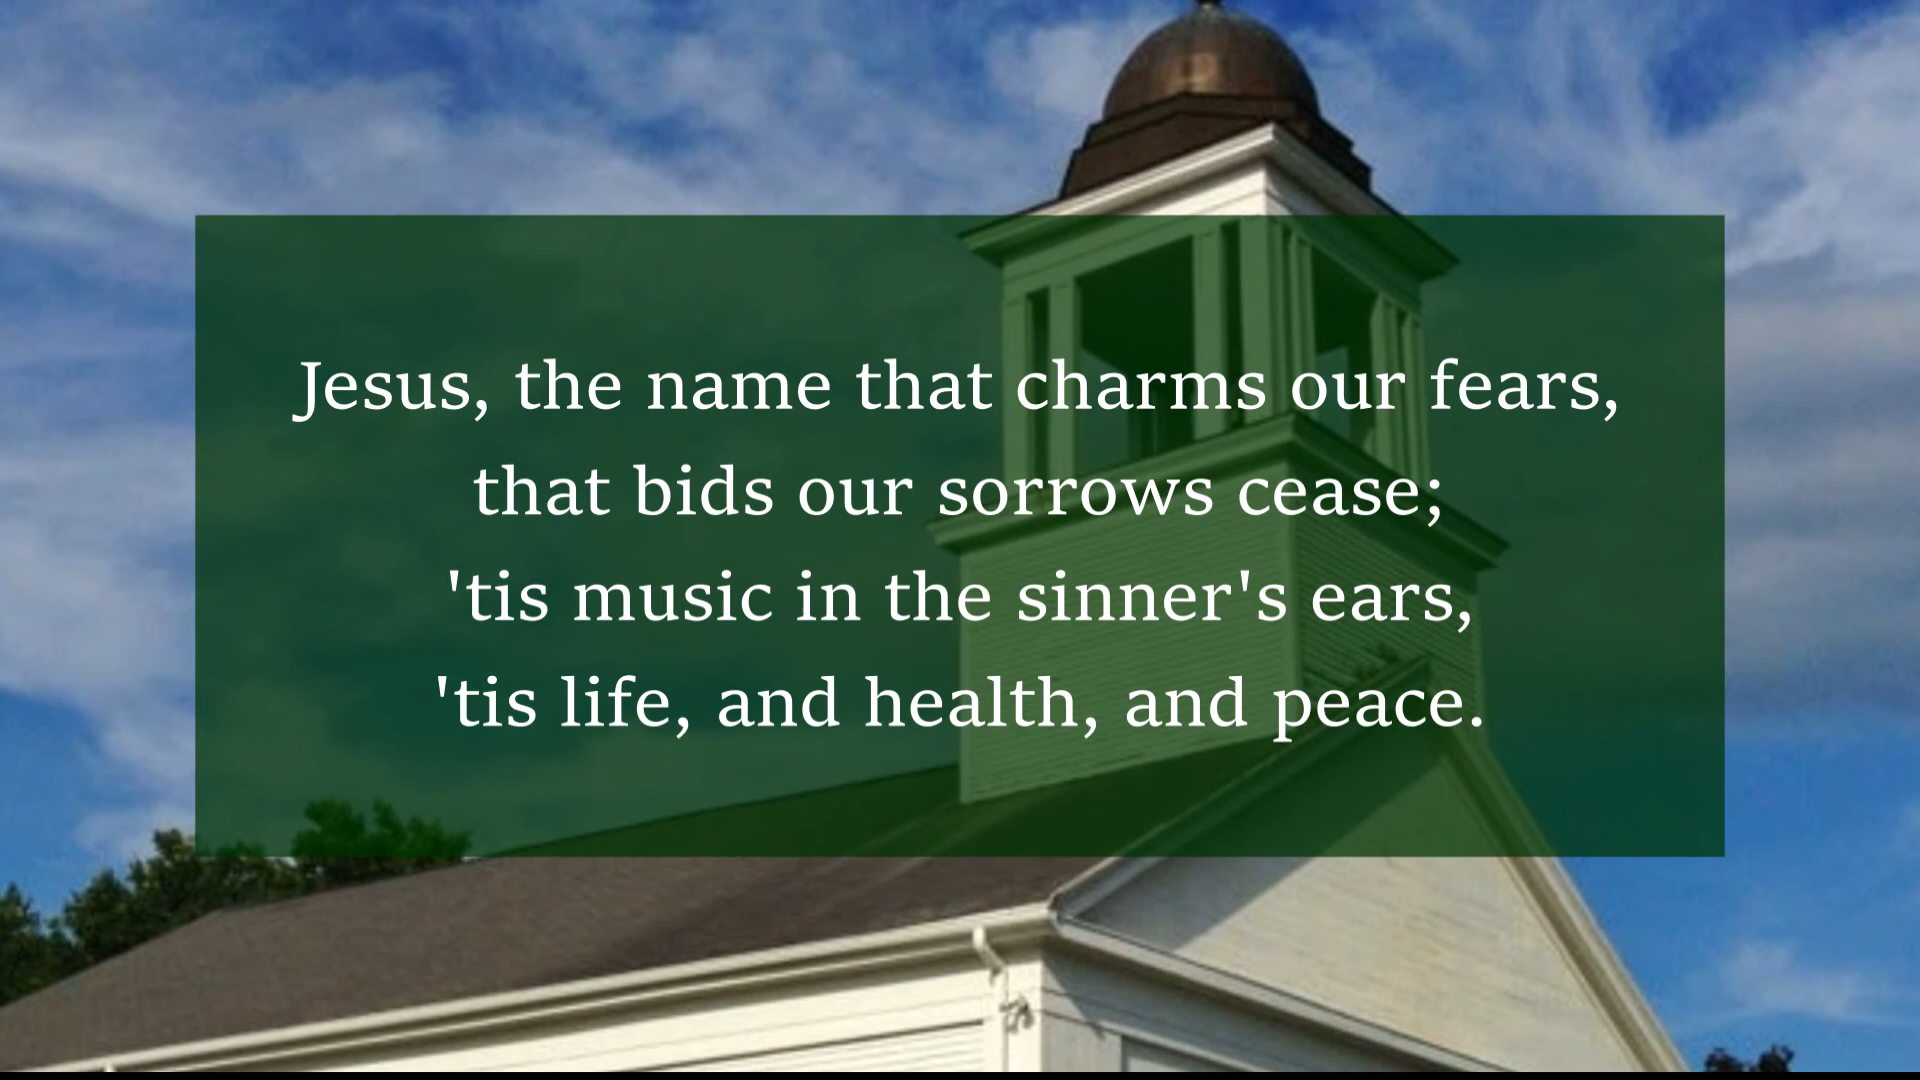 Jesus, the name that charms our fears,
that bids our sorrows cease;
'tis music in the sinner's ears,
'tis life, and health, and peace.